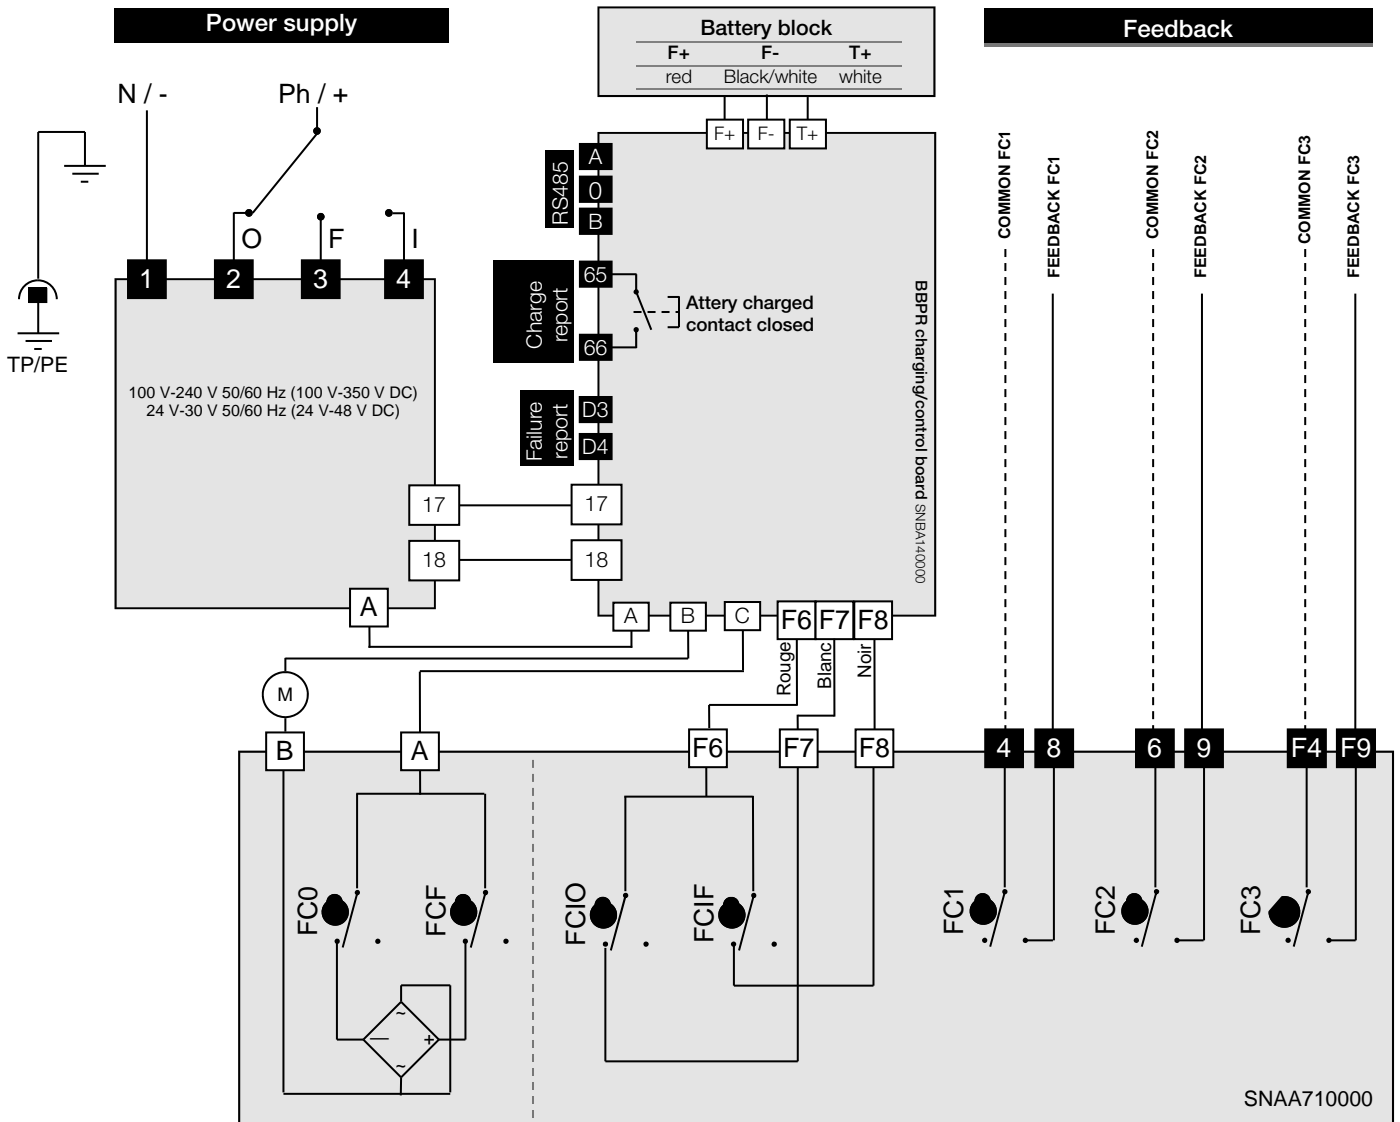 Power supply
N / -
Ph / +
O
F
I
1
2
3
4
TP/PE
100 V-240 V 50/60 Hz (100 V-350 V DC)
24 V-30 V 50/60 Hz (24 V-48 V DC)
17
18
A
Battery block
F+ F- T+
red Black/white white
F+ F- T+
RS485
A
0
B
Charge
report
65
66
Attery charged
contact closed
Failure
report
D3
D4
17
18
BBPR charging/control board SNBA140000
A
B
C
F6
F7
F8
Rouge
Blanc
Noir
M
Feedback
COMMON FC1
FEEDBACK FC1
COMMON FC2
FEEDBACK FC2
COMMON FC3
FEEDBACK FC3
B
A
F6
F7
F8
4
8
6
9
F4
F9
FC0
FCF
FCIO
FCIF
FC1
FC2
FC3
~
—
+
~
SNAA710000